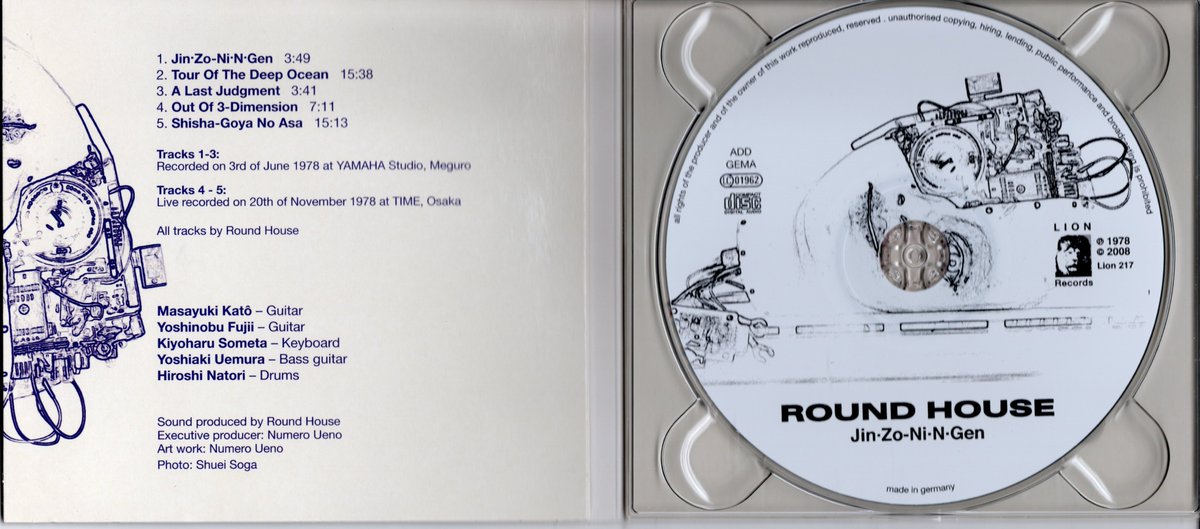 1. Jin·Zo-Ni·N·Gen 3:49
2. Tour Of The Deep Ocean 15:38
3. A Last Judgment 3:41
4. Out Of 3-Dimension 7:11
5. Shisha-Goya No Asa 15:13
Tracks 1-3:
Recorded on 3rd of June 1978 at YAMAHA Studio, Meguro
Tracks 4 - 5:
Live recorded on 20th of November 1978 at TIME, Osaka
All tracks by Round House
Masayuki Katô – Guitar
Yoshinobu Fujii – Guitar
Kiyoharu Someta – Keyboard
Yoshiaki Uemura – Bass guitar
Hiroshi Natori – Drums
Sound produced by Round House
Executive producer: Numero Ueno
Art work: Numero Ueno
Photo: Shuei Soga
all rights of the producer and of the owner of this work reproduced, reserved . unauthorised copying, hiring, lending, public performance and broadcasting is prohibited
ADD
GEMA
LC 01962
COMPACT
disc
DIGITAL AUDIO
LION
Records
℗ 1978
© 2008
Lion 217
ROUND HOUSE
Jin·Zo-Ni·N·Gen
made in germany